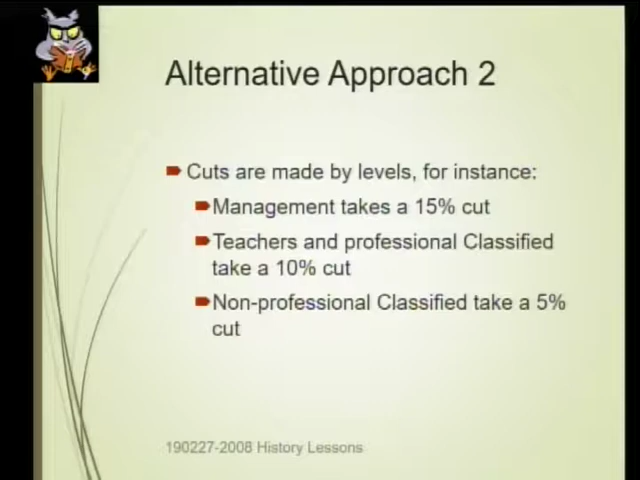 Alternative Approach 2
Cuts are made by levels, for instance:
Management takes a 15% cut
Teachers and professional Classified
take a 10% cut
Non-professional Classified take a 5%
cut
190227-2008 History Lessons